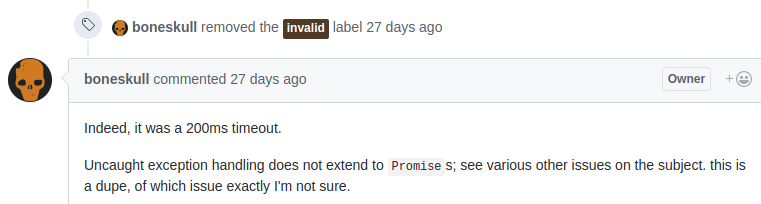 boneskull removed the invalid label 27 days ago
boneskull commented 27 days ago Owner +
Indeed, it was a 200ms timeout.
Uncaught exception handling does not extend to Promise s; see various other issues on the subject. this is
a dupe, of which issue exactly I'm not sure.